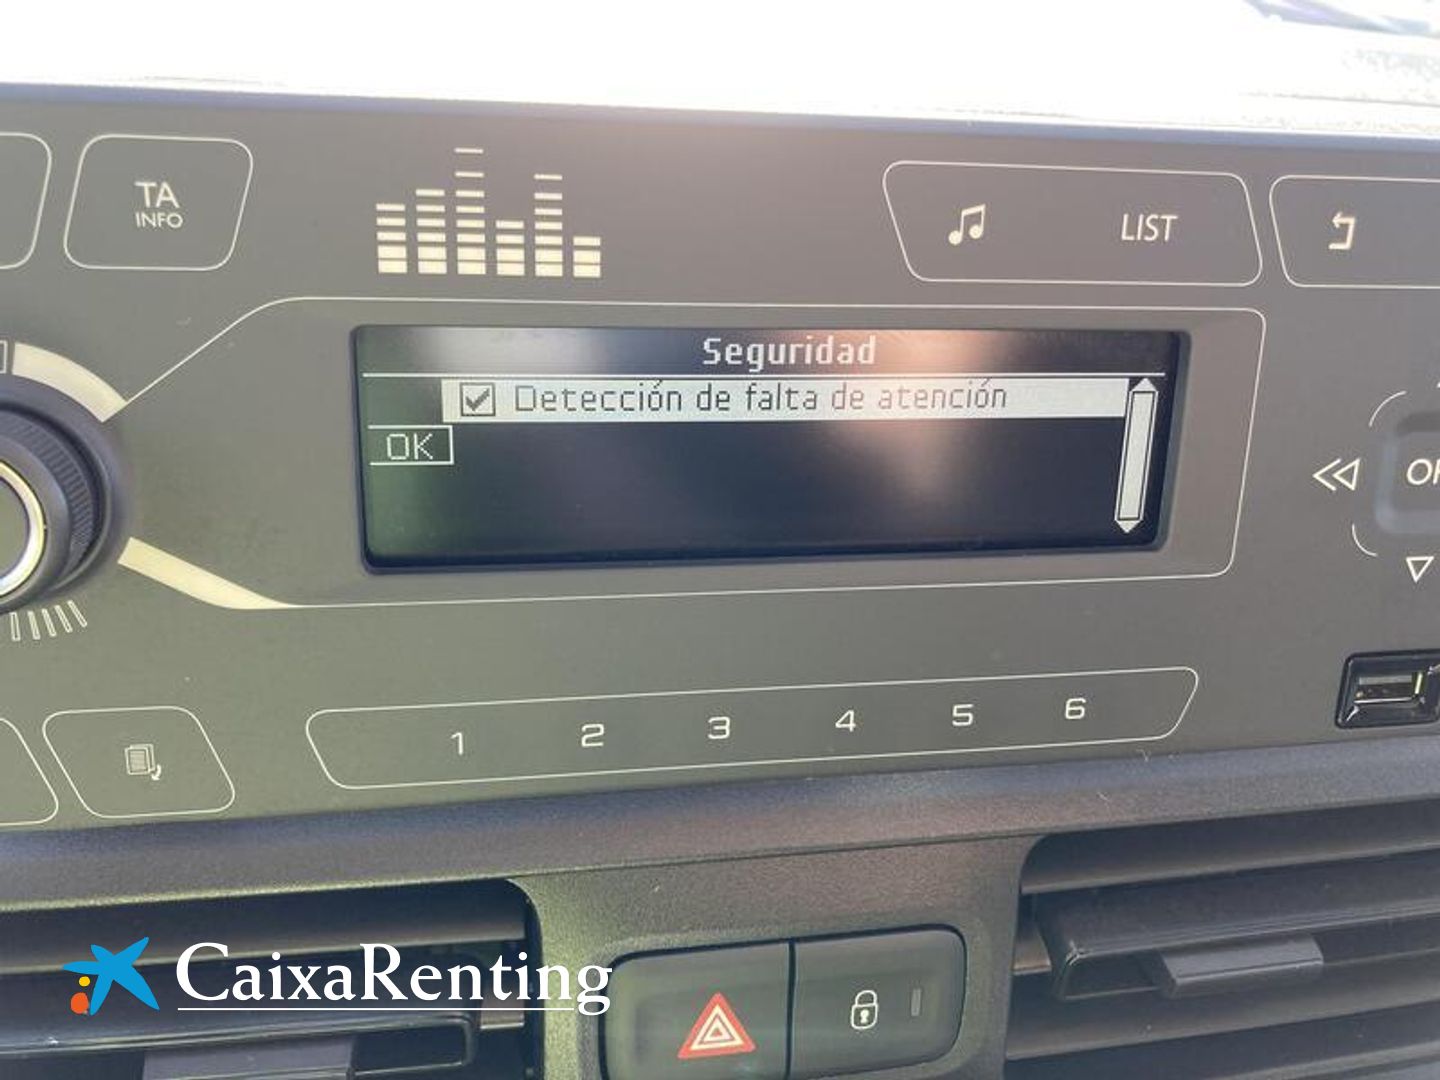 TA
INFO
LIST
Seguridad
Detección de falta de atención
OK
1 2 3 4 5 6
CaixaRenting